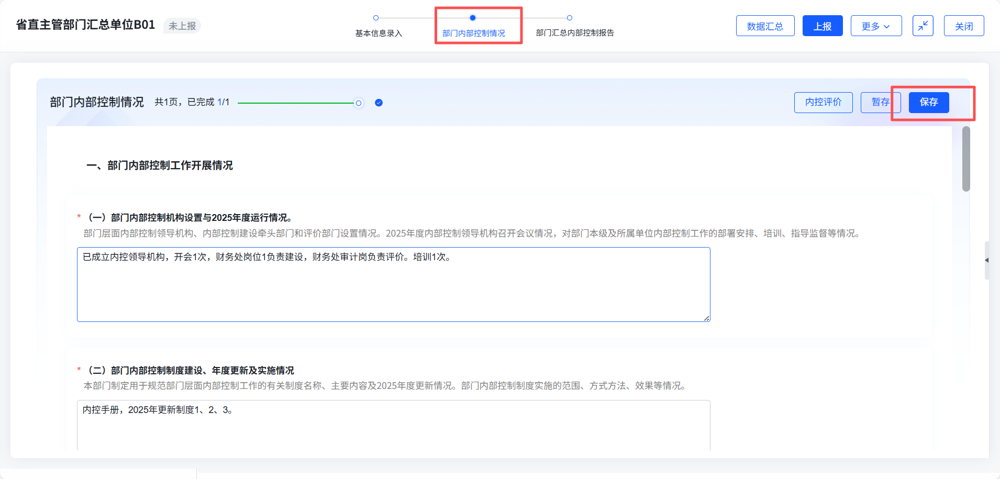 省直主管部门汇总单位B01 未上报
基本信息录入
部门内部控制情况
部门汇总内部控制报告
数据汇总
上报
更多
关闭
部门内部控制情况 共1页，已完成 1/1
内控评价
暂存
保存
一、部门内部控制工作开展情况
* （一）部门内部控制机构设置与2025年度运行情况。
部门层面内部控制领导机构、内部控制建设牵头部门和评价部门设置情况。2025年度内部控制领导机构召开会议情况，对部门本级及所属单位内部控制工作的部署安排、培训、指导监督等情况。
已成立内控领导机构，开会1次，财务处岗位1负责建设，财务处审计岗负责评价。培训1次。
* （二）部门内部控制制度建设、年度更新及实施情况
本部门制定用于规范部门层面内部控制工作的有关制度名称、主要内容及2025年度更新情况。部门内部控制制度实施的范围、方式方法、效果等情况。
内控手册，2025年更新制度1、2、3。